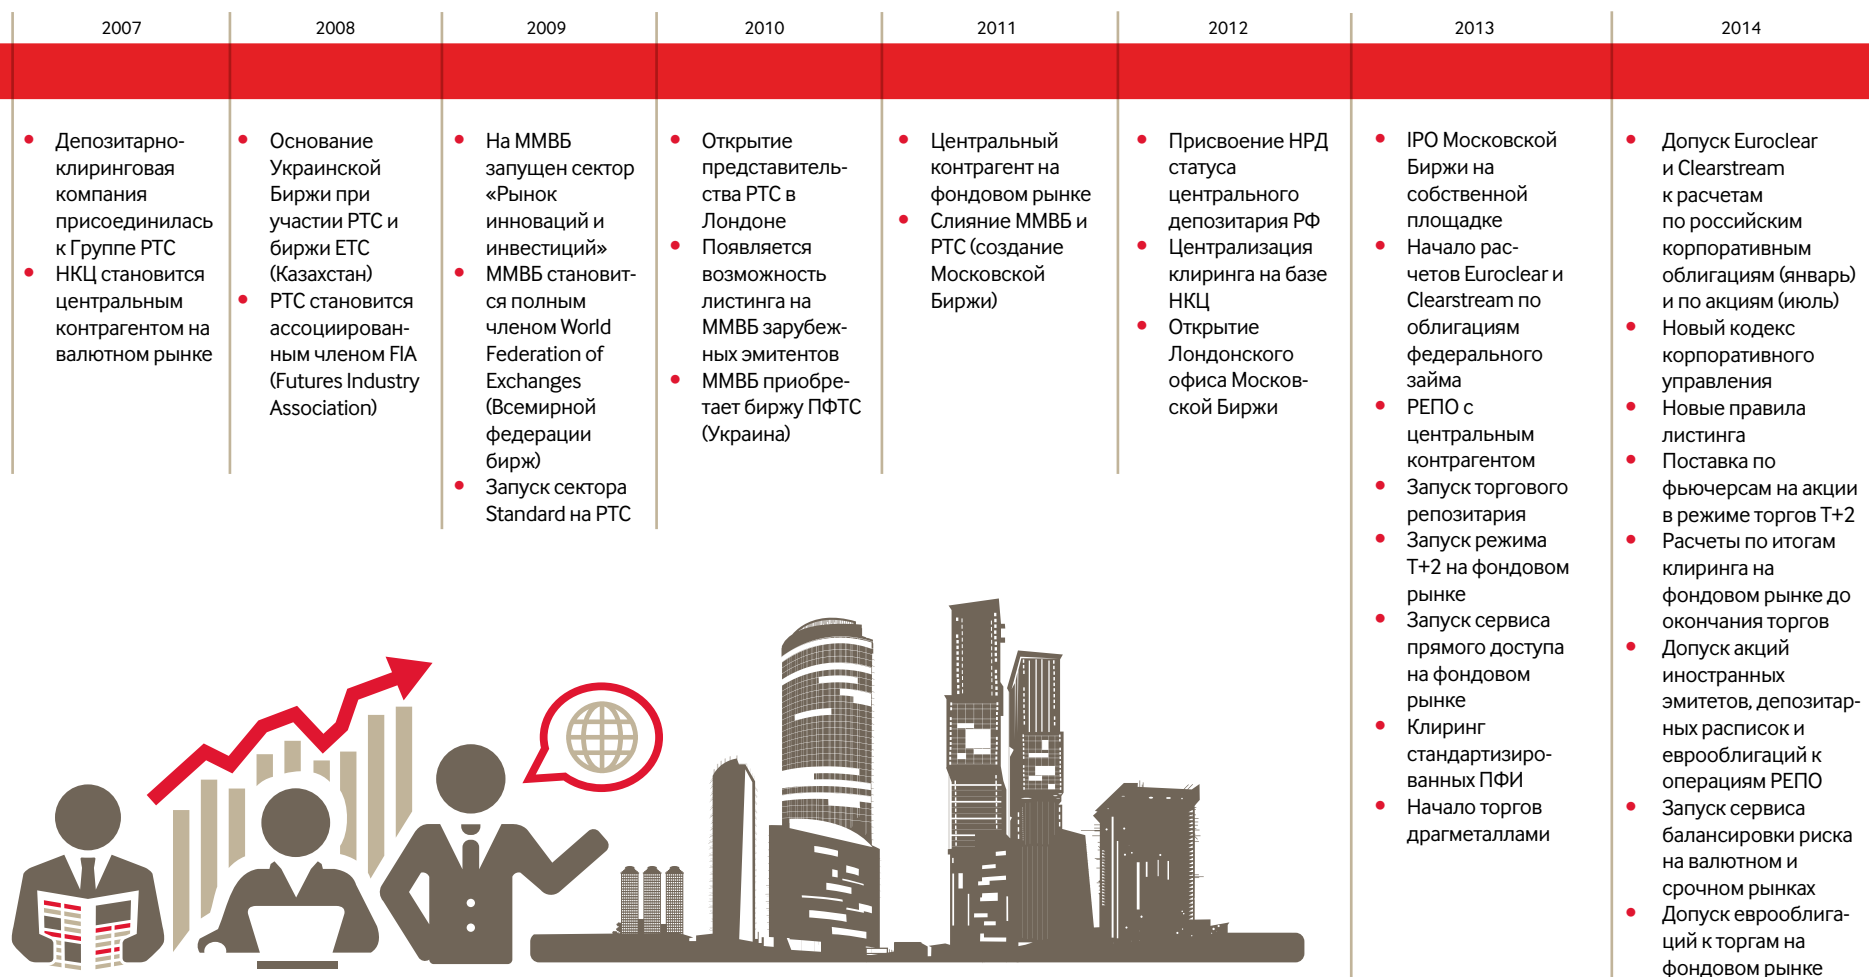 2007
Депозитарно-
клиринговая
компания
присоединилась
к Группе РТС
НКЦ становится
центральным
контрагентом на
валютном рынке
2008
Основание
Украинской
Биржи при
участии РТС и
биржи ЕТС
(Казахстан)
РТС становится
ассоциирован-
ным членом FIA
(Futures Industry
Association)
2009
На ММВБ
запущен сектор
«Рынок
инноваций и
инвестиций»
ММВБ становит-
ся полным
членом World
Federation of
Exchanges
(Всемирной
федерации
бирж)
Запуск сектора
Standard на РТС
2010
Открытие
представитель-
ства РТС в
Лондоне
Появляется
возможность
листинга на
ММВБ зарубеж-
ных эмитентов
ММВБ приобре-
тает биржу ПФТС
(Украина)
2011
Центральный
контрагент на
фондовом рынке
Слияние ММВБ и
РТС (создание
Московской
Биржи)
2012
Присвоение НРД
статуса
центрального
депозитария РФ
Централизация
клиринга на базе
НКЦ
Открытие
Лондонского
офиса Москов-
ской Биржи
2013
IPO Московской
Биржи на
собственной
площадке
Начало рас-
четов Euroclear и
Clearstream по
облигациям
федерального
займа
РЕПО с
центральным
контрагентом
Запуск торгового
репозитария
Запуск режима
Т+2 на фондовом
рынке
Запуск сервиса
прямого доступа
на фондовом
рынке
Клиринг
стандартизиро-
ванных ПФИ
Начало торгов
драгметаллами
2014
Допуск Euroclear
и Clearstream
к расчетам
по российским
корпоративным
облигациям (январь)
и по акциям (июль)
Новый кодекс
корпоративного
управления
Новые правила
листинга
Поставка по
фьючерсам на акции
в режиме торгов Т+2
Расчеты по итогам
клиринга на
фондовом рынке до
окончания торгов
Допуск акций
иностранных
эмитетов, депозитар-
ных расписок и
еврооблигаций к
операциям РЕПО
Запуск сервиса
балансировки риска
на валютном и
срочном рынках
Допуск еврооблига-
ций к торгам на
фондовом рынке